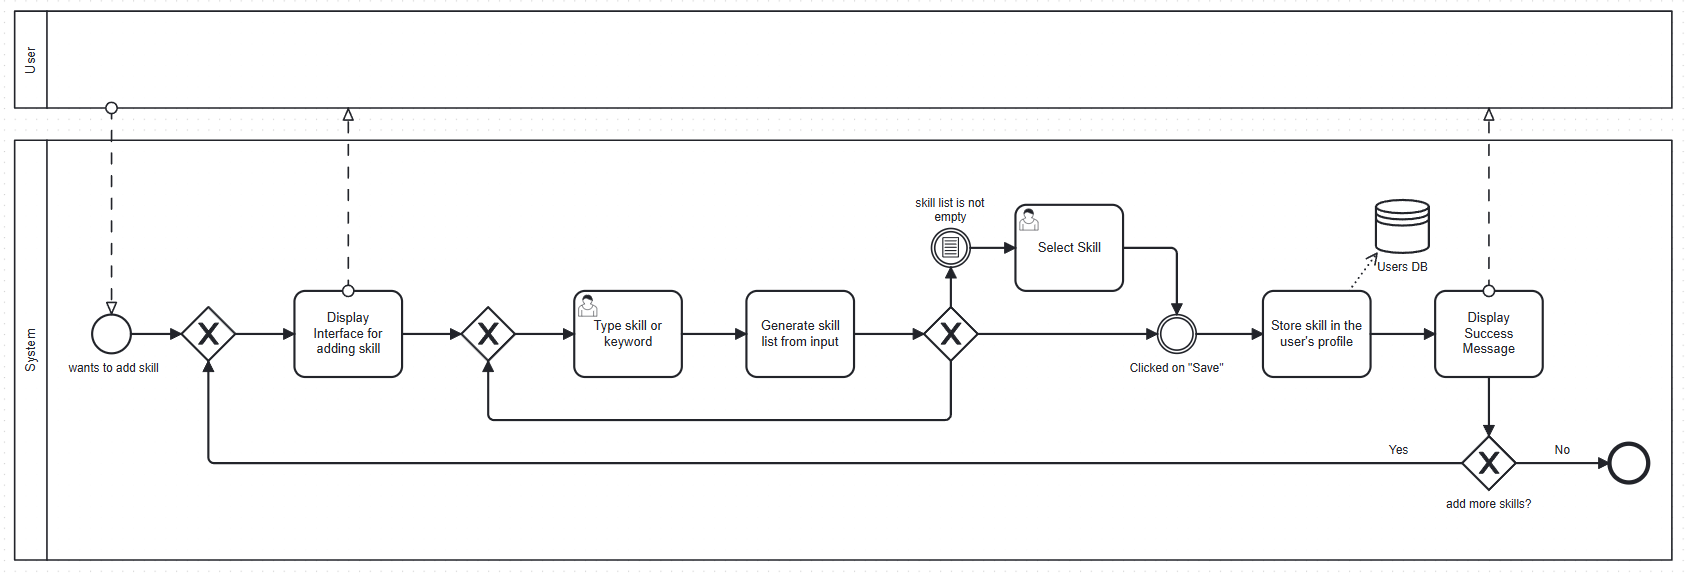 User
System
wants to add skill
Display
Interface for
adding skill
Type skill or
keyword
Generate skill
list from input
skill list is not
empty
Select Skill
Clicked on "Save"
Store skill in the
user's profile
Users DB
Display
Success
Message
add more skills?
Yes
No